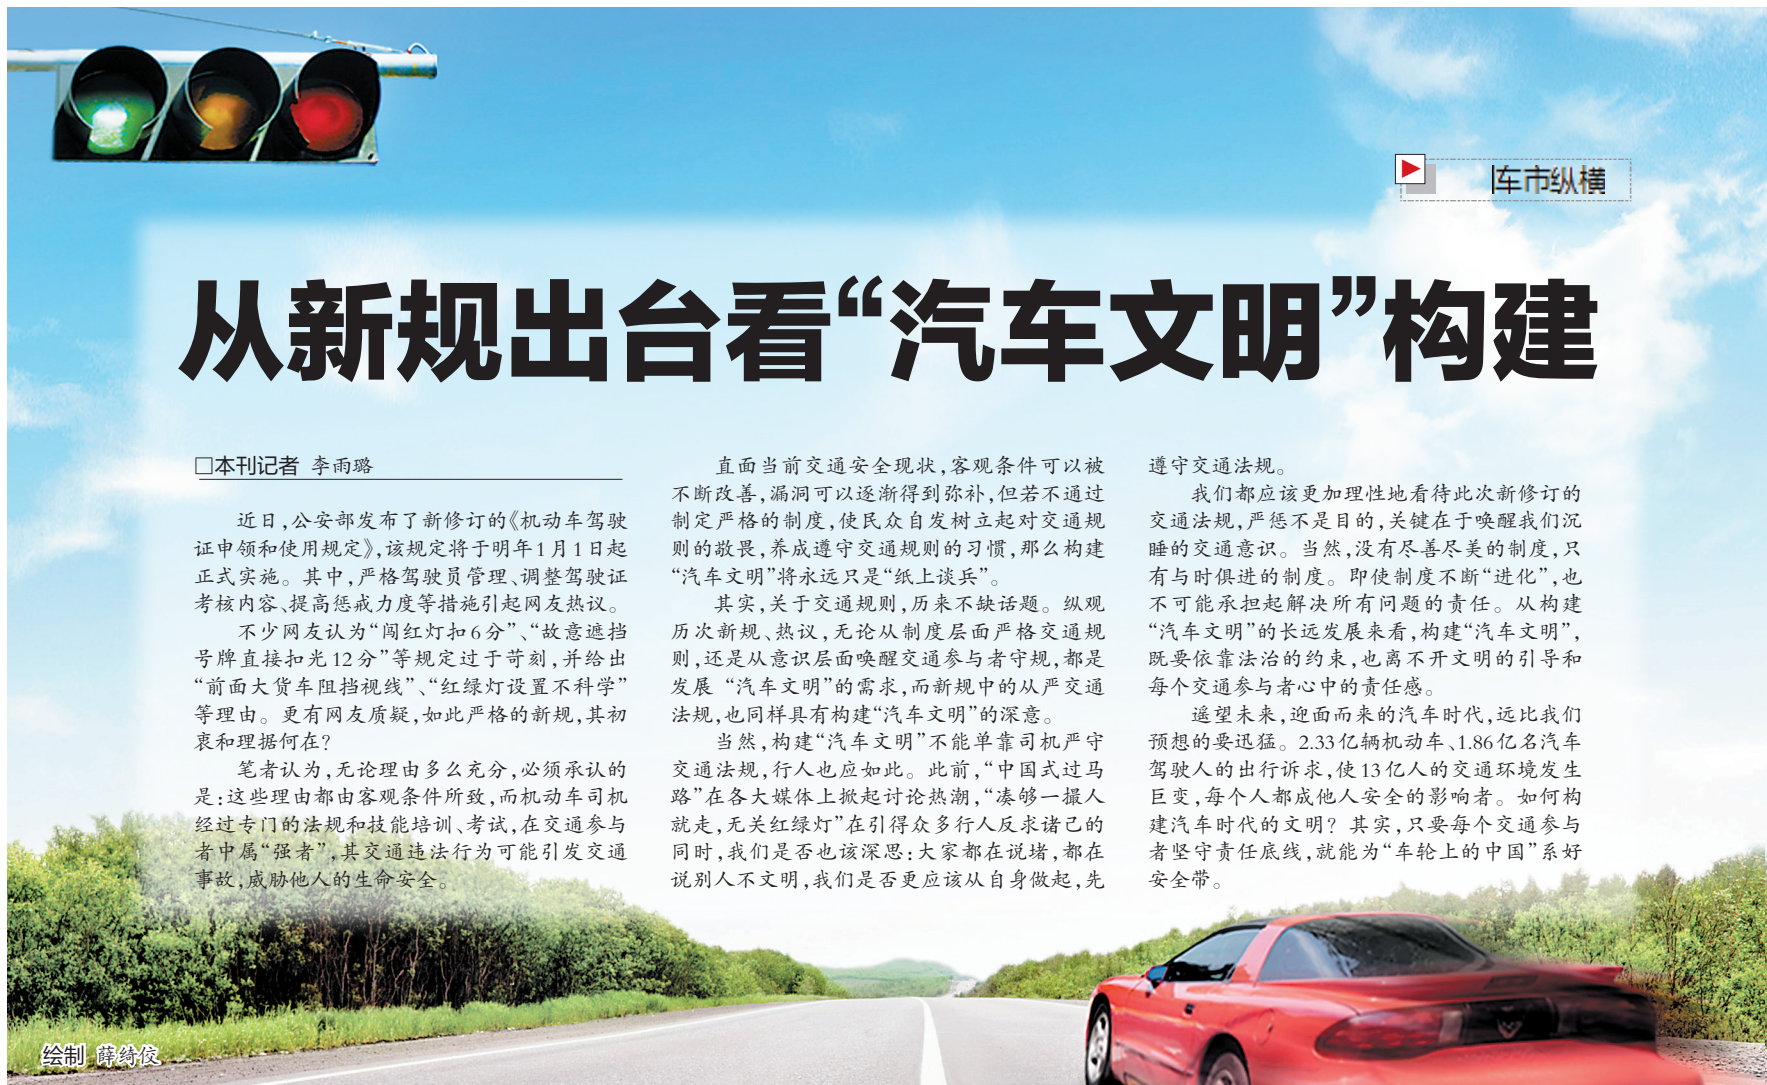 车市纵横
从新规出台看“汽车文明”构建
□本刊记者 李雨璐
近日,公安部发布了新修订的《机动车驾驶
证申领和使用规定》,该规定将于明年1月1日起
正式实施。其中,严格驾驶员管理、调整驾驶证
考核内容、提高惩戒力度等措施引起网友热议。
不少网友认为“闯红灯扣6分”、“故意遮挡
号牌直接扣光12分”等规定过于苛刻,并给出
“前面大货车阻挡视线”、“红绿灯设置不科学”
等理由。更有网友质疑,如此严格的新规,其初
衷和理据何在?
笔者认为,无论理由多么充分,必须承认的
是:这些理由都由客观条件所致,而机动车司机
经过专门的法规和技能培训、考试,在交通参与
者中属“强者”,其交通违法行为可能引发交通
事故,威胁他人的生命安全。
直面当前交通安全现状,客观条件可以被
不断改善,漏洞可以逐渐得到弥补,但若不通过
制定严格的制度,使民众自发树立起对交通规
则的敬畏,养成遵守交通规则的习惯,那么构建
“汽车文明”将永远只是“纸上谈兵”。
其实,关于交通规则,历来不缺话题。纵观
历次新规、热议,无论从制度层面严格交通规
则,还是从意识层面唤醒交通参与者守规,都是
发展 “汽车文明”的需求,而新规中的从严交通
法规,也同样具有构建“汽车文明”的深意。
当然,构建“汽车文明”不能单靠司机严守
交通法规,行人也应如此。此前,“中国式过马
路”在各大媒体上掀起讨论热潮,“凑够一撮人
就走,无关红绿灯”在引得众多行人反求诸己的
同时,我们是否也该深思:大家都在说堵,都在
说别人不文明,我们是否更应该从自身做起,先
遵守交通法规。
我们都应该更加理性地看待此次新修订的
交通法规,严惩不是目的,关键在于唤醒我们沉
睡的交通意识。当然,没有尽善尽美的制度,只
有与时俱进的制度。即使制度不断“进化”,也
不可能承担起解决所有问题的责任。从构建
“汽车文明”的长远发展来看,构建“汽车文明”,
既要依靠法治的约束,也离不开文明的引导和
每个交通参与者心中的责任感。
遥望未来,迎面而来的汽车时代,远比我们
预想的要迅猛。2.33亿辆机动车、1.86亿名汽车
驾驶人的出行诉求,使13亿人的交通环境发生
巨变,每个人都成他人安全的影响者。如何构
建汽车时代的文明? 其实,只要每个交通参与
者坚守责任底线,就能为“车轮上的中国”系好
安全带。
绘制 薛绮佼